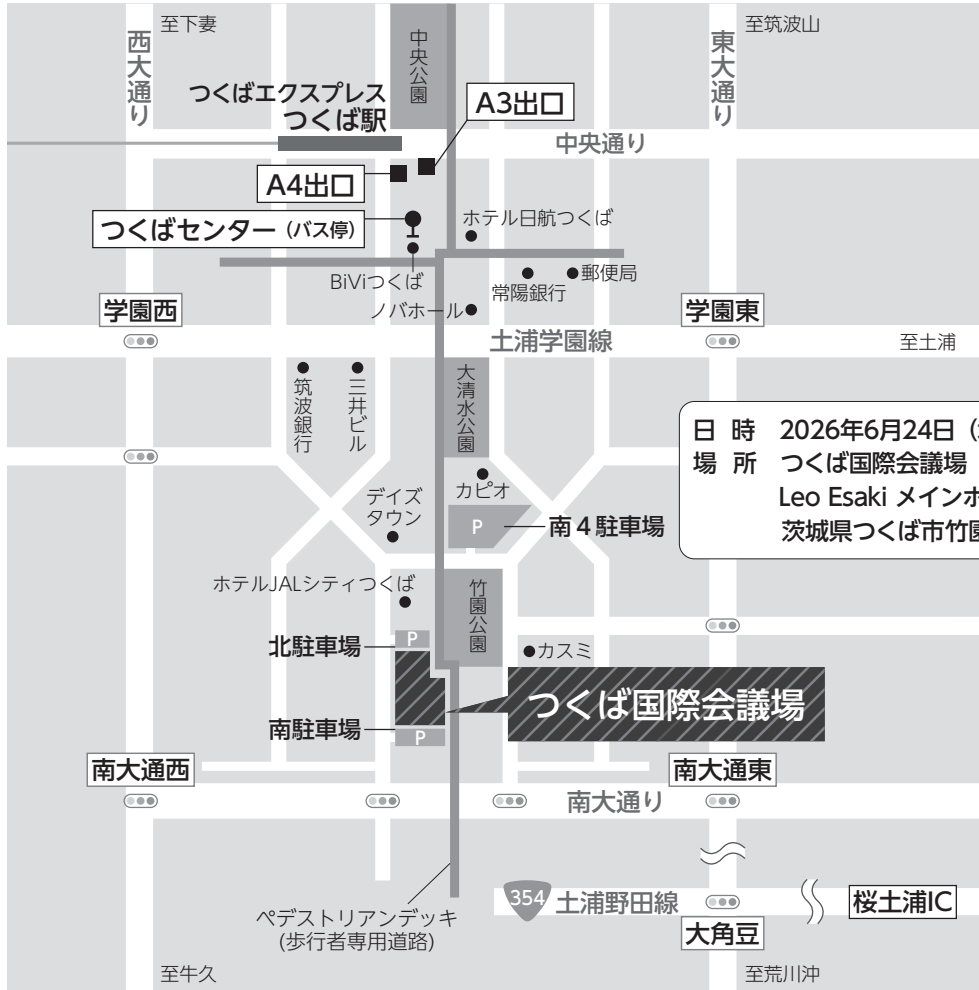 至下妻
至筑波山
西大通り
中央公園
東大通り
つくばエクスプレス
つくば駅
A3出口
中央通り
A4出口
つくばセンター（バス停）
ホテル日航つくば
BiViつくば
常陽銀行
郵便局
ノバホール
学園西
学園東
土浦学園線
至土浦
筑波銀行
三井ビル
大清水公園
日 時 2026年6月24日
場 所 つくば国際会議場
Leo Esaki メイン
茨城県つくば市竹園
カピオ
デイズ
タウン
P
南4駐車場
ホテルJALシティつくば
竹園公園
北駐車場
P
カスミ
つくば国際会議場
南駐車場
P
南大通西
南大通東
南大通り
354
土浦野田線
桜土浦IC
大角豆
ペデストリアンデッキ
(歩行者専用道路)
至牛久
至荒川沖